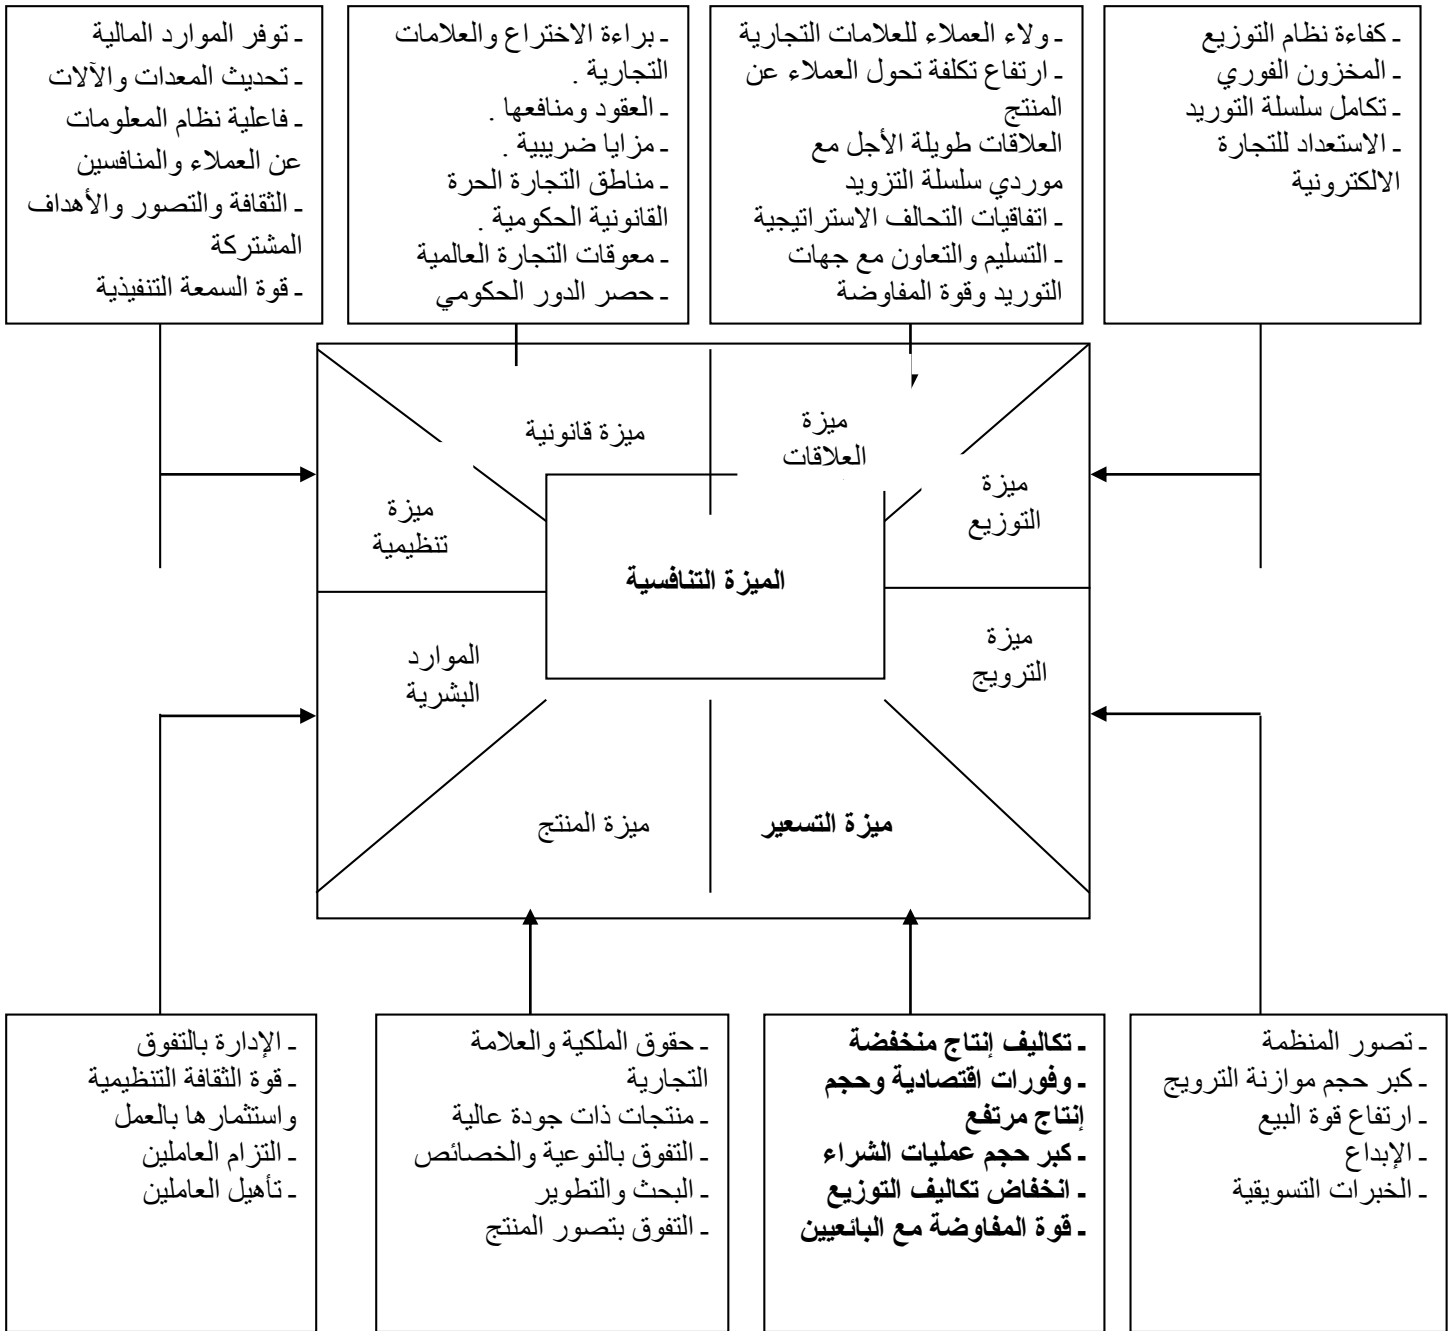 ـ كفاءة نظام التوزيع
ـ المخزون الفوري
ـ تكامل سلسلة التوريد
ـ الاستعداد للتجارة
الالكترونية
ـ ولاء العملاء للعلامات التجارية
ـ ارتفاع تكلفة تحول العملاء عن
المنتج
العلاقات طويلة الأجل مع
موردي سلسلة التزويد
ـ اتفاقيات التحالف الاستراتيجية
ـ التسليم والتعاون مع جهات
التوريد وقوة المفاوضة
ـ براءة الاختراع والعلامات
التجارية .
ـ العقود ومنافعها .
ـ مزايا ضريبية .
ـ مناطق التجارة الحرة
القانونية الحكومية .
ـ معوقات التجارة العالمية
ـ حصر الدور الحكومي
ـ توفر الموارد المالية
ـ تحديث المعدات والآلات
ـ فاعلية نظام المعلومات
عن العملاء والمنافسين
ـ الثقافة والتصور والأهداف
المشتركة
ـ قوة السمعة التنفيذية
ميزة
العلاقات
ميزة قانونية
ميزة
التوزيع
ميزة
تنظيمية
الميزة التنافسية
ميزة
الترويج
الموارد
البشرية
ميزة التسعير
ميزة المنتج
ـ تصور المنظمة
ـ كبر حجم موازنة الترويج
ـ ارتفاع قوة البيع
ـ الإبداع
ـ الخبرات التسويقية
ـ تكاليف إنتاج منخفضة
ـ وفورات اقتصادية وحجم
إنتاج مرتفع
ـ كبر حجم عمليات الشراء
ـ انخفاض تكاليف التوزيع
ـ قوة المفاوضة مع البائعيين
ـ حقوق الملكية والعلامة
التجارية
ـ منتجات ذات جودة عالية
ـ التفوق بالنوعية والخصائص
ـ البحث والتطوير
ـ التفوق بتصور المنتج
ـ الإدارة بالتفوق
ـ قوة الثقافة التنظيمية
واستثمارها بالعمل
ـ التزام العاملين
ـ تأهيل العاملين